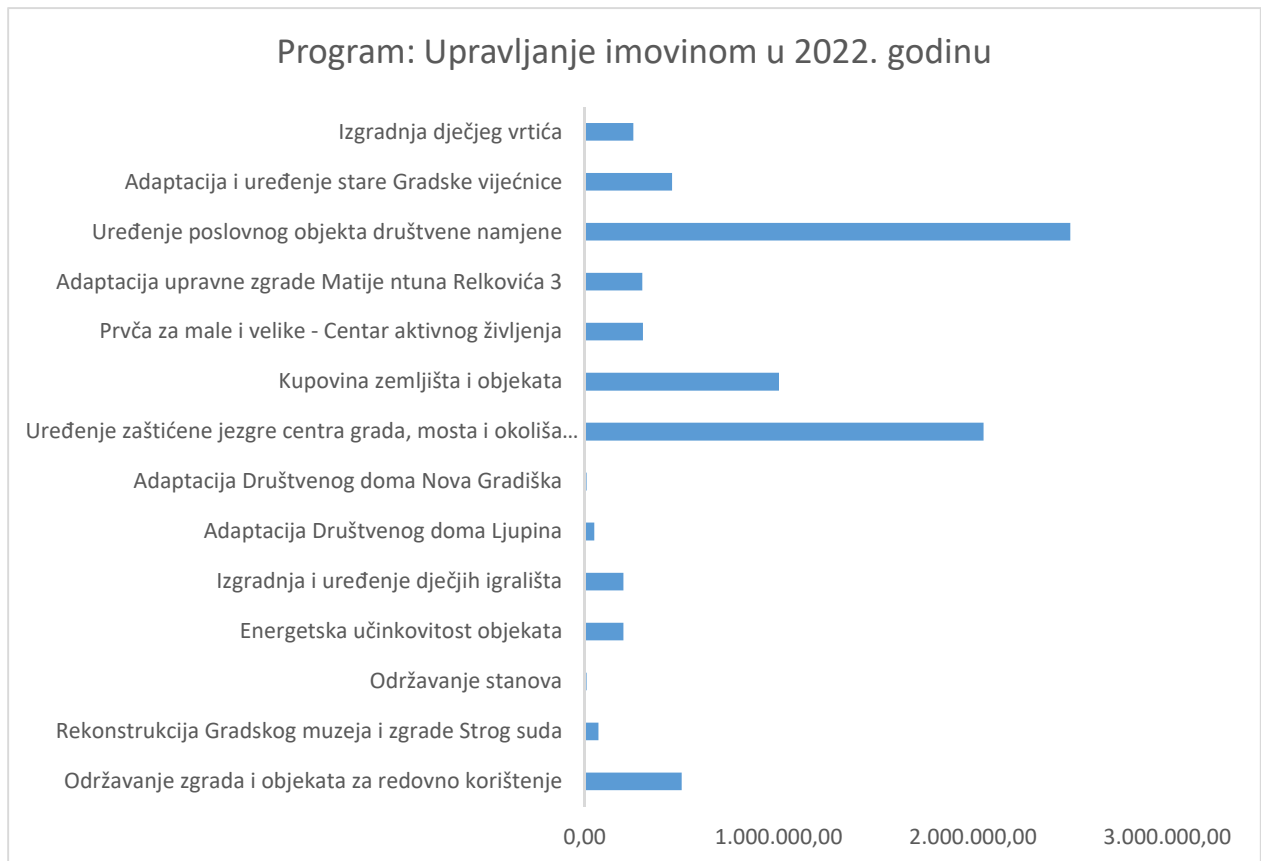 Program: Upravljanje imovinom u 2022. godinu
Izgradnja dječjeg vrtića
Adaptacija i uređenje stare Gradske vijećnice
Uređenje poslovnog objekta društvene namjene
Adaptacija upravne zgrade Matije ntuna Relkovića 3
Prvča za male i velike - Centar aktivnog življenja
Kupovina zemljišta i objekata
Uređenje zaštićene jezgre centra grada, mosta i okoliša...
Adaptacija Društvenog doma Nova Gradiška
Adaptacija Društvenog doma Ljupina
Izgradnja i uređenje dječjih igrališta
Energetska učinkovitost objekata
Održavanje stanova
Rekonstrukcija Gradskog muzeja i zgrade Strog suda
Održavanje zgrada i objekata za redovno korištenje
0,00 1.000.000,00 2.000.000,00 3.000.000,00